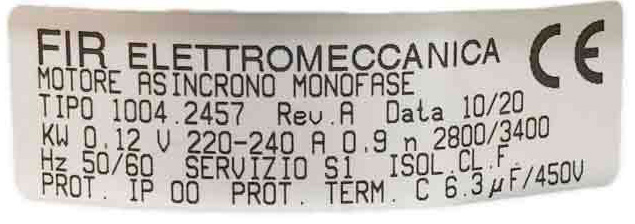 FIR ELETTROMECCANICA CE
MOTORE ASINCRONO MONOFASE
TIPO 1004.2457 Rev.A Data 10/20
KW 0.12 V 220-240 A 0.9 n 2800/3400
Hz 50/60 SERVIZIO S1 ISOL.CL.F.
PROT. IP 00 PROT. TERM. C 6.3µF/450V